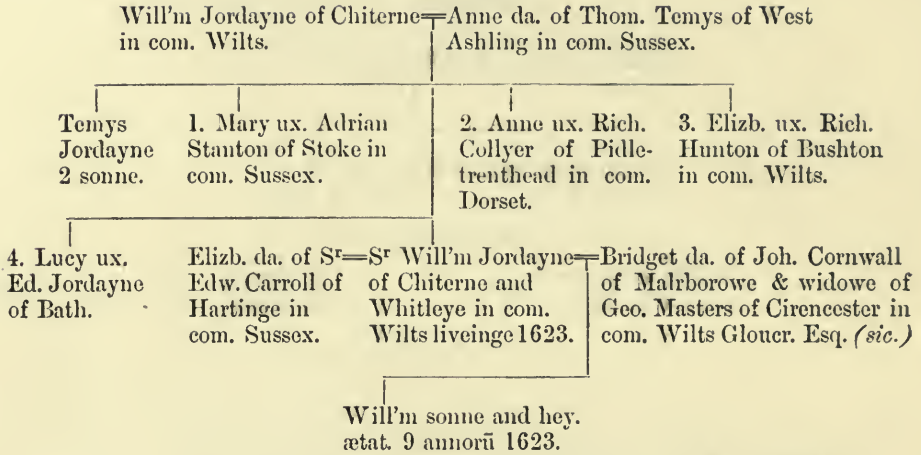 Will'm Jordayne of Chiterne
in com. Wilts.
Anne da. of Thom. Temys of West
Ashling in com. Sussex.
Temys
Jordayne
2 sonne.
1. Mary ux. Adrian
Stanton of Stoke in
com. Sussex.
2. Anne ux. Rich.
Collyer of Pidle-
trenthead in com.
Dorset.
3. Elizb. ux. Rich.
Hunton of Bushton
in com. Wilts.
4. Lucy ux.
Ed. Jordayne
of Bath.
Elizb. da. of Sʳ
Edw. Carroll of
Hartinge in
com. Sussex.
Sʳ Will'm Jordayne
of Chiterne and
Whitleye in com.
Wilts liveinge 1623.
Bridget da. of Joh. Cornwall
of Malrborowe & widowe of
Geo. Masters of Cirencester in
com. Wilts Gloucr. Esq. (sic.)
Will'm sonne and hey.
ætat. 9 annorū 1623.